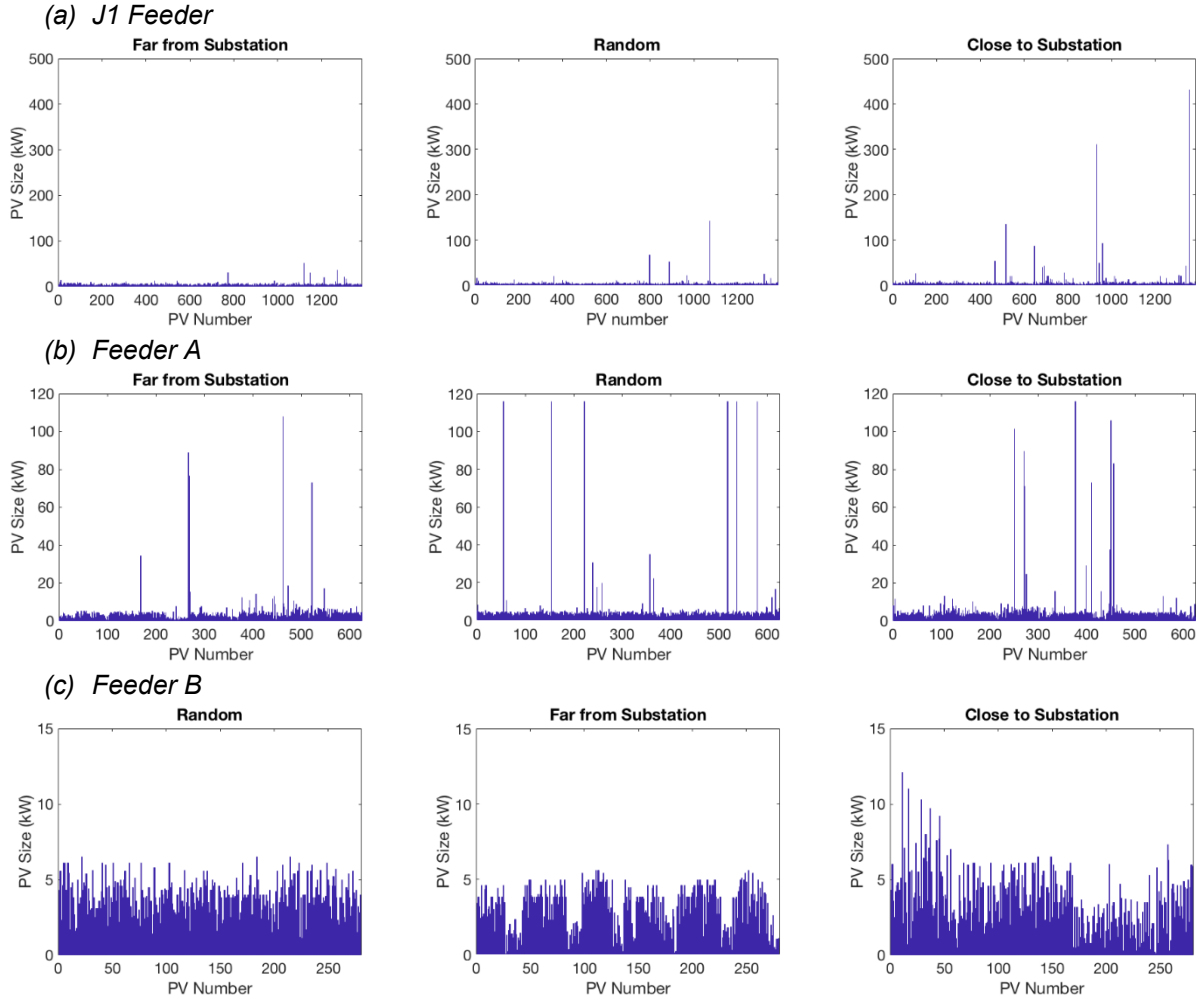 (a) J1 Feeder
Far from Substation
Random
Close to Substation
500
400
300
200
100
0
PV Size (kW)
0 200 400 600 800 1000 1200
PV Number
500
400
300
200
100
0
PV Size (kW)
0 200 400 600 800 1000 1200
PV number
500
400
300
200
100
0
PV Size (kW)
0 200 400 600 800 1000 1200
PV Number
(b) Feeder A
Far from Substation
Random
Close to Substation
120
100
80
60
40
20
0
PV Size (kW)
0 100 200 300 400 500 600
PV Number
120
100
80
60
40
20
0
PV Size (kW)
0 100 200 300 400 500 600
PV Number
120
100
80
60
40
20
0
PV Size (kW)
0 100 200 300 400 500 600
PV Number
(c) Feeder B
Random
Far from Substation
Close to Substation
15
10
5
0
PV Size (kW)
0 50 100 150 200 250
PV Number
15
10
5
0
PV Size (kW)
0 50 100 150 200 250
PV Number
15
10
5
0
PV Size (kW)
0 50 100 150 200 250
PV Number